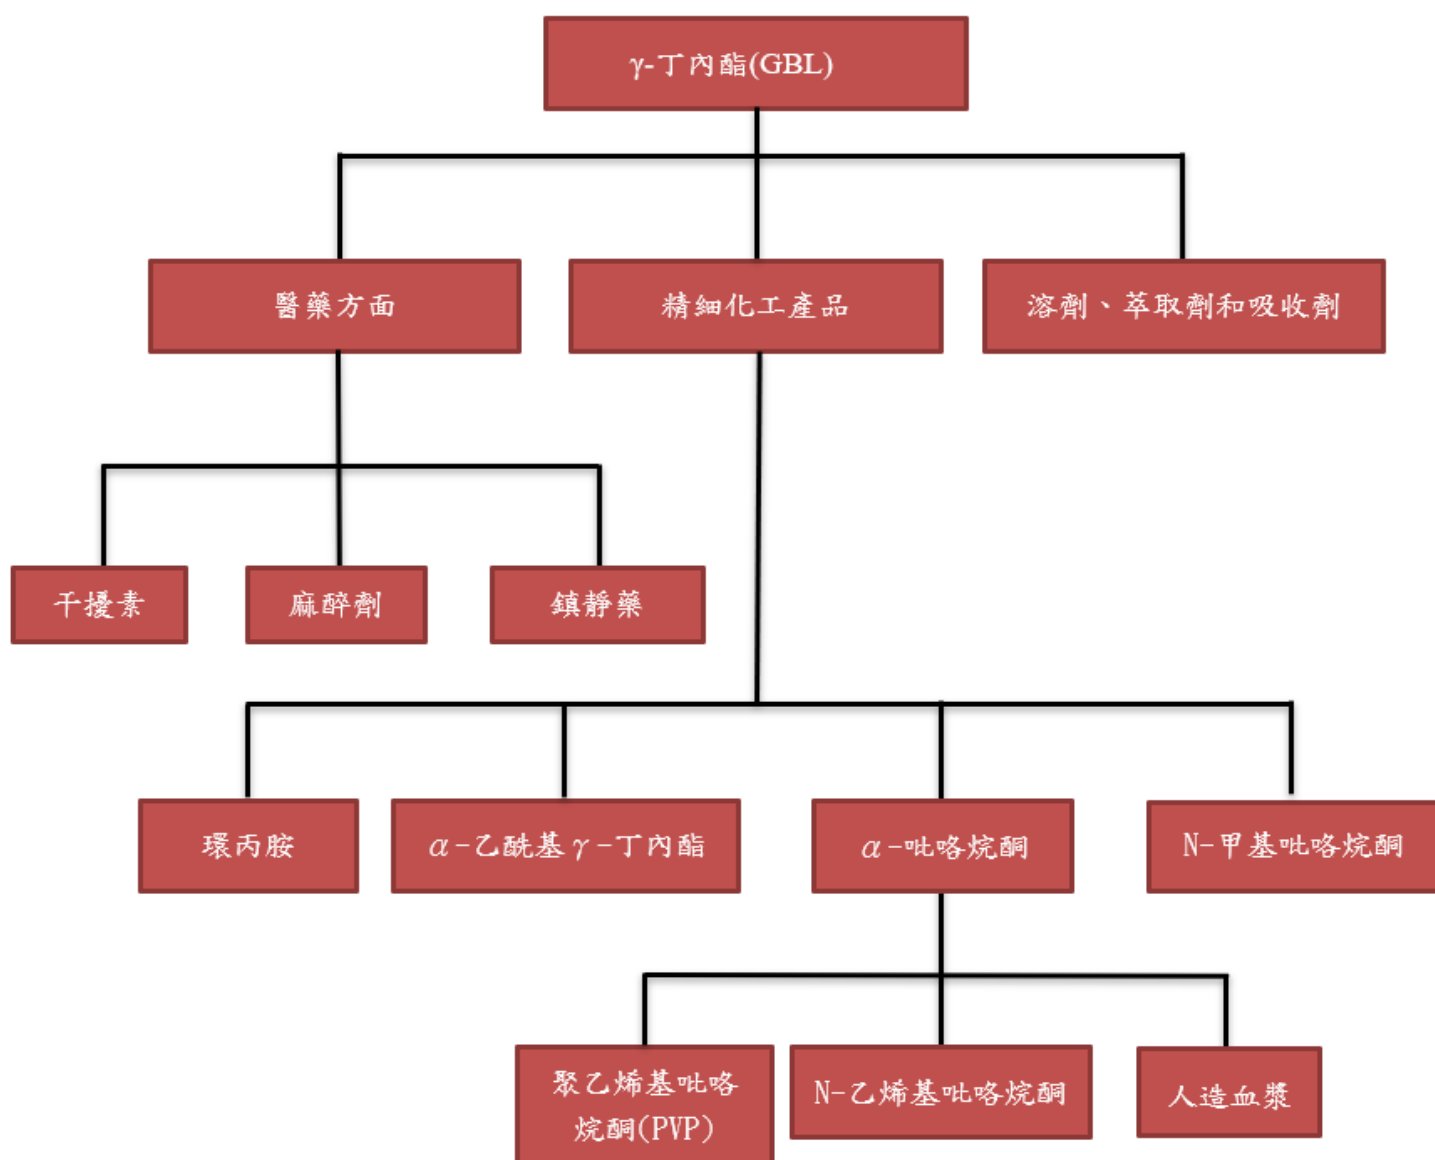 γ-丁內酯(GBL)
醫藥方面
精細化工產品
溶劑、萃取劑和吸收劑
干擾素
麻醉劑
鎮靜藥
環丙胺
α-乙酰基γ-丁內酯
α-吡咯烷酮
N-甲基吡咯烷酮
聚乙烯基吡咯
烷酮(PVP)
N-乙烯基吡咯烷酮
人造血漿